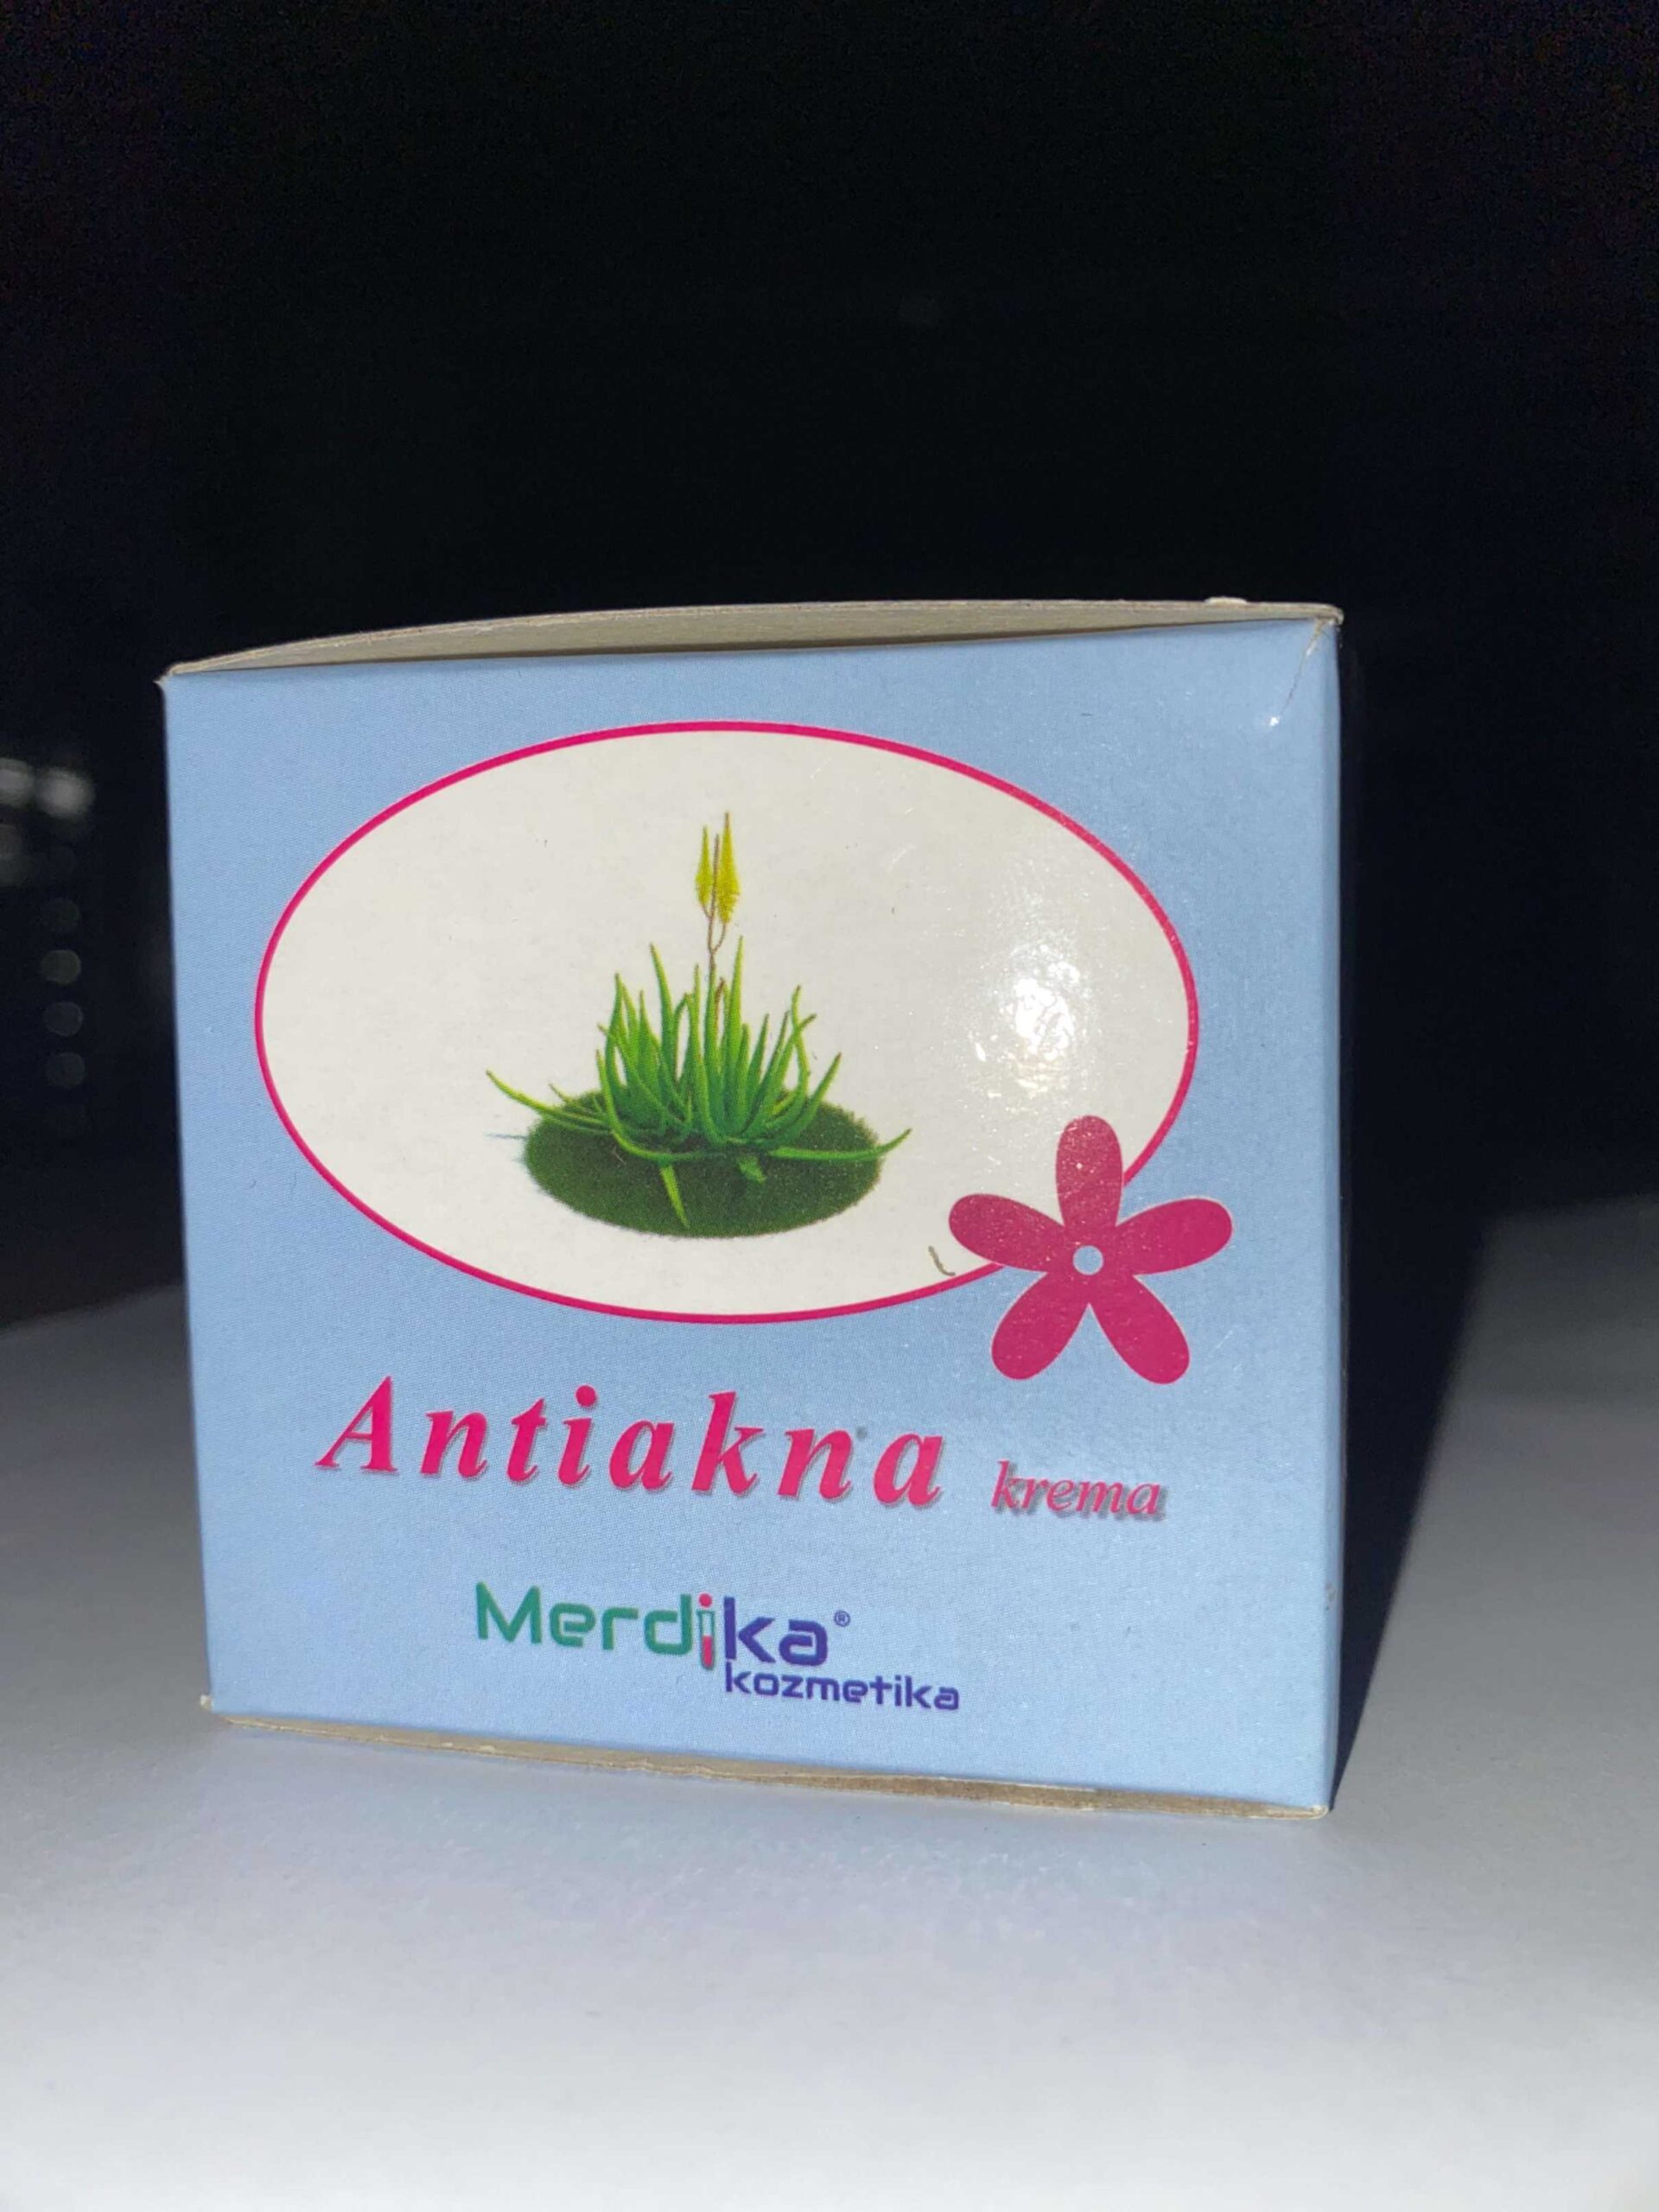 Antiakna krema
Merdika®
kozmetika